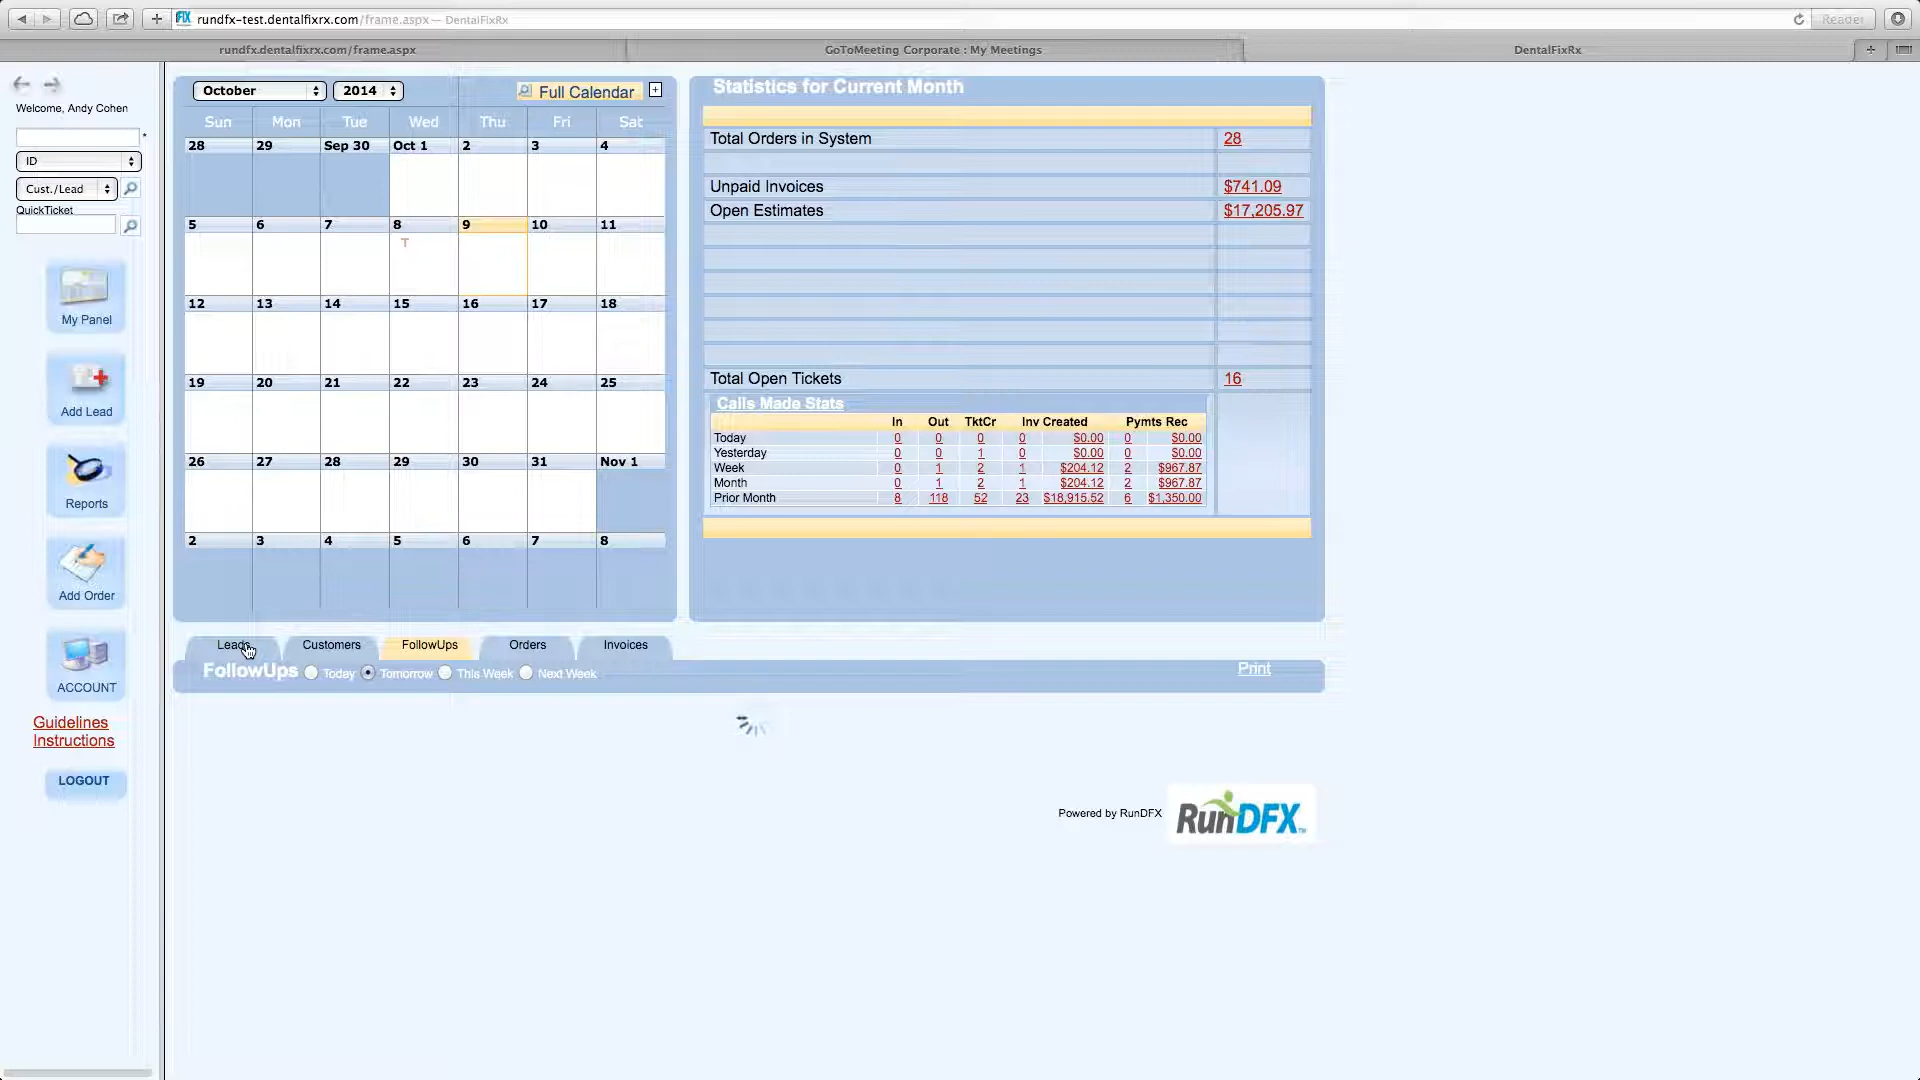 rundfx-test.dentalfixrx.com/frame.aspx — DentalFixRx
Reader
rundfx.dentalfixrx.com/frame.aspx
GoToMeeting Corporate : My Meetings
DentalFixRx
Welcome, Andy Cohen
*
ID
Cust./Lead
QuickTicket
My Panel
Add Lead
Reports
Add Order
ACCOUNT
Guidelines
Instructions
LOGOUT
October 2014 Full Calendar +
Sun Mon Tue Wed Thu Fri Sat
28 29 Sep 30 Oct 1 2 3 4
5 6 7 8 9 10 11
T
12 13 14 15 16 17 18
19 20 21 22 23 24 25
26 27 28 29 30 31 Nov 1
2 3 4 5 6 7 8
Statistics for Current Month
Total Orders in System 28
Unpaid Invoices $741.09
Open Estimates $17,205.97
Total Open Tickets 16
Calls Made Stats
In Out TktCr Inv Created Pymts Rec
Today 0 0 0 0 $0.00 0 $0.00
Yesterday 0 0 1 0 $0.00 0 $0.00
Week 0 1 2 1 $204.12 2 $967.87
Month 0 1 2 1 $204.12 2 $967.87
Prior Month 8 118 52 23 $18,915.52 6 $1,350.00
Leads Customers FollowUps Orders Invoices
FollowUps Today Tomorrow This Week Next Week Print
Powered by RunDFX RunDFX